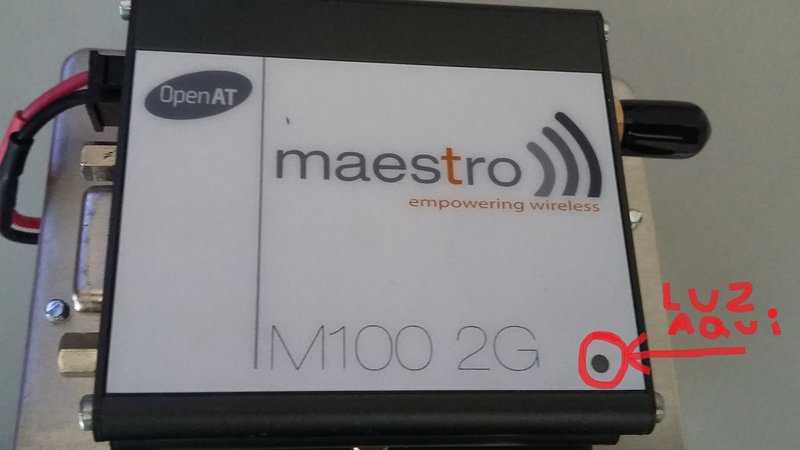 OpenAT
maestro
empowering wireless
M100 2G
LUZ
AQUi